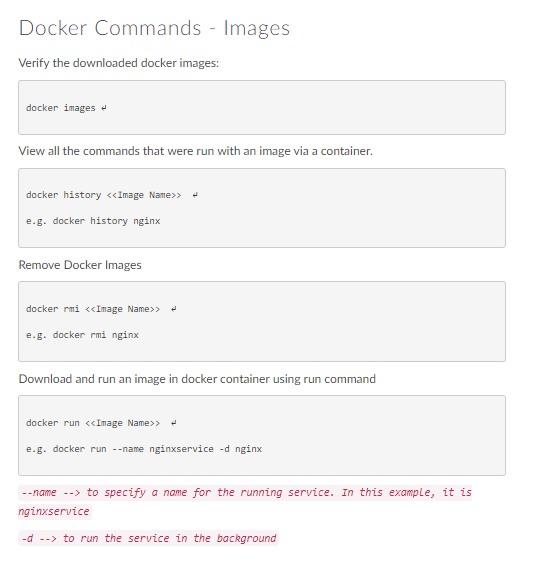 Docker Commands - Images
Verify the downloaded docker images:
docker images ↵
View all the commands that were run with an image via a container.
docker history <<Image Name>> ↵
e.g. docker history nginx
Remove Docker Images
docker rmi <<Image Name>> ↵
e.g. docker rmi nginx
Download and run an image in docker container using run command
docker run <<Image Name>> ↵
e.g. docker run --name nginxservice -d nginx
--name --> to specify a name for the running service. In this example, it is
nginxservice
-d --> to run the service in the background